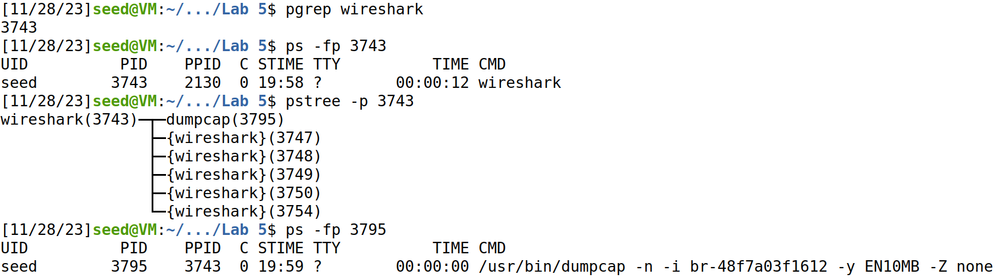 [11/28/23]seed@VM:~/.../Lab 5$ pgrep wireshark
3743
[11/28/23]seed@VM:~/.../Lab 5$ ps -fp 3743
UID          PID    PPID  C STIME TTY          TIME CMD
seed        3743    2130  0 19:58 ?        00:00:12 wireshark
[11/28/23]seed@VM:~/.../Lab 5$ pstree -p 3743
wireshark(3743)─┬─dumpcap(3795)
                ├─{wireshark}(3747)
                ├─{wireshark}(3748)
                ├─{wireshark}(3749)
                ├─{wireshark}(3750)
                └─{wireshark}(3754)
[11/28/23]seed@VM:~/.../Lab 5$ ps -fp 3795
UID          PID    PPID  C STIME TTY          TIME CMD
seed        3795    3743  0 19:59 ?        00:00:00 /usr/bin/dumpcap -n -i br-48f7a03f1612 -y EN10MB -Z none